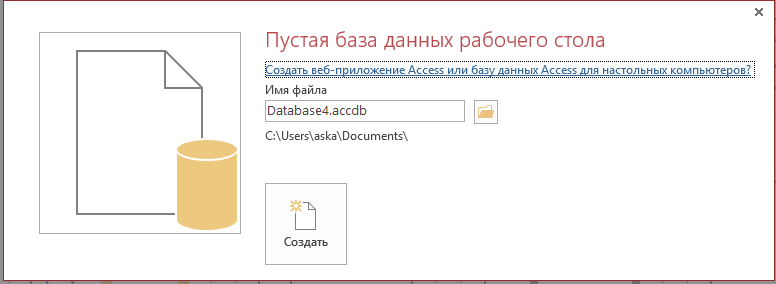 Пустая база данных рабочего стола
Создать веб-приложение Access или базу данных Access для настольных компьютеров?
Имя файла
Database4.accdb
C:\Users\aska\Documents\
Создать